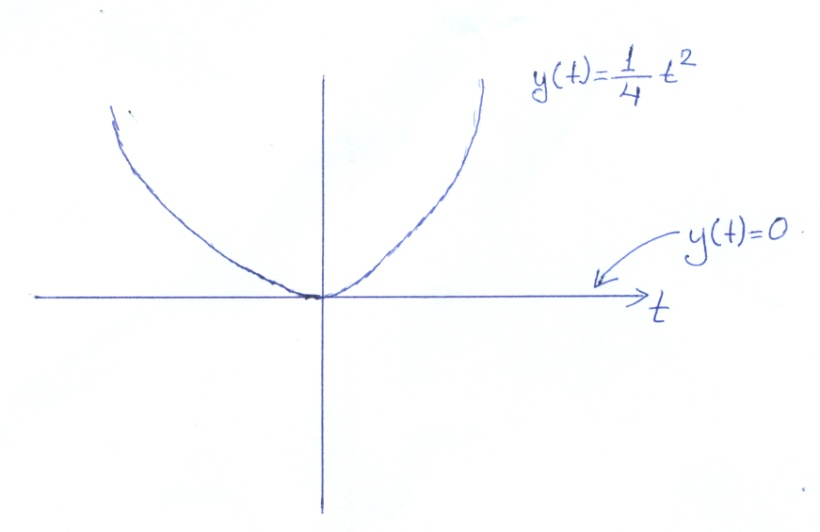 y(t)=1/4 t²
y(t)=0
t